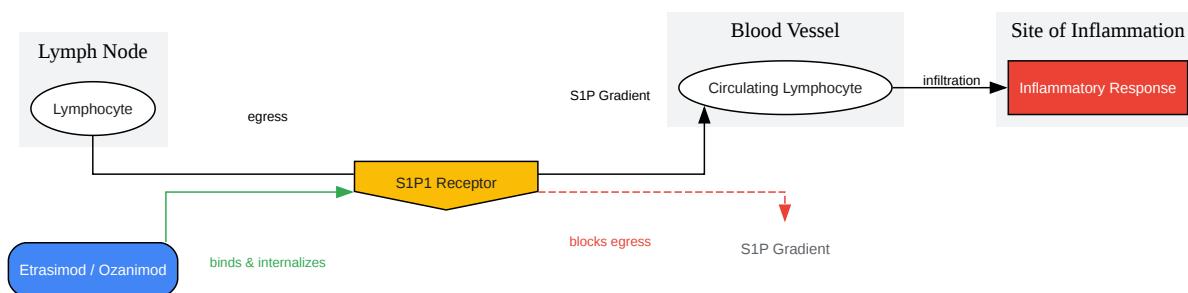 Lymph Node
Lymphocyte
egress
S1P Gradient
Blood Vessel
Circulating Lymphocyte
infiltration
Site of Inflammation
Inflammatory Response
S1P1 Receptor
Etrasimod / Ozanimod
binds & internalizes
blocks egress
S1P Gradient